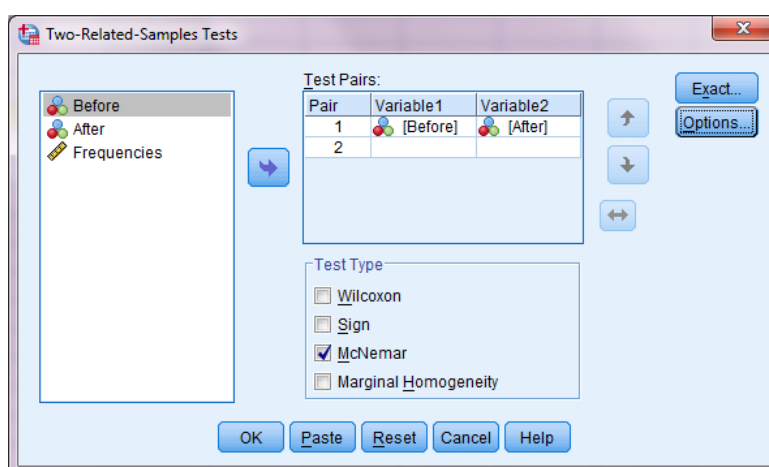 Two-Related-Samples Tests
Test Pairs:
Before
After
Frequencies
Pair Variable1 Variable2
1 [Before] [After]
2
Exact...
Options...
Test Type
Wilcoxon
Sign
McNemar
Marginal Homogeneity
OK Paste Reset Cancel Help